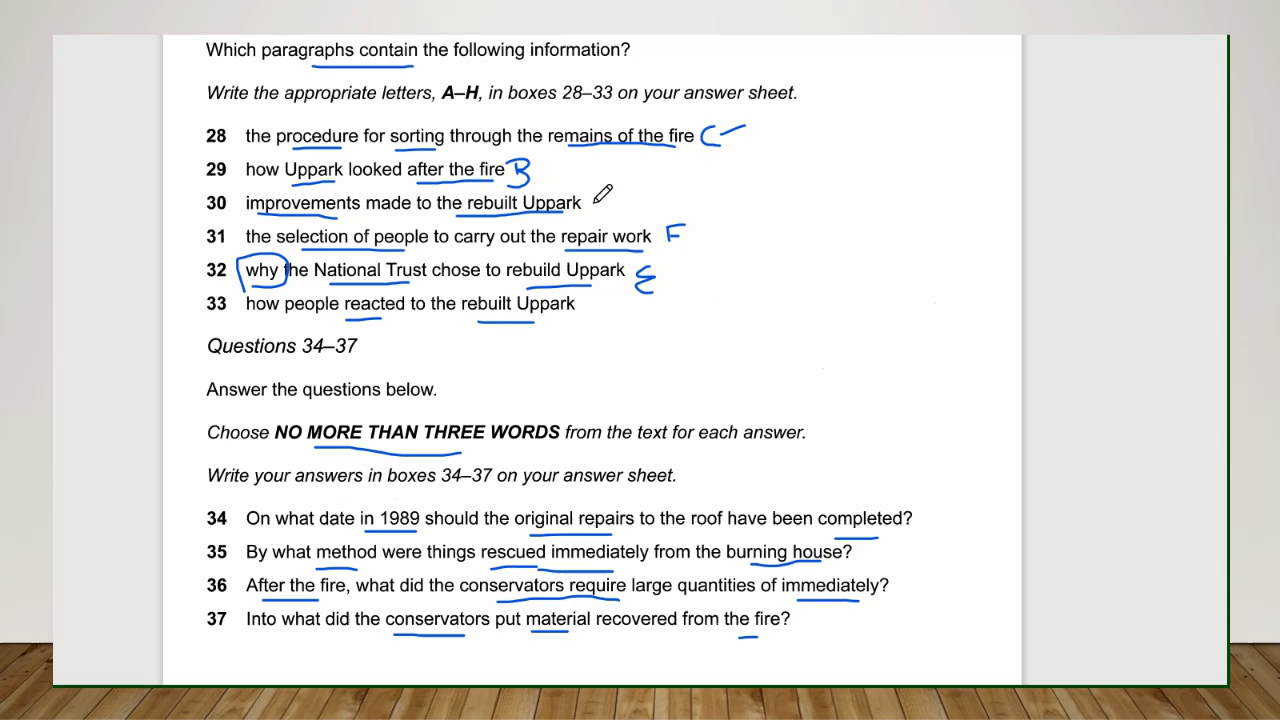 Which paragraphs contain the following information?
Write the appropriate letters, A–H, in boxes 28–33 on your answer sheet.
28 the procedure for sorting through the remains of the fire C
29 how Uppark looked after the fire B
30 improvements made to the rebuilt Uppark
31 the selection of people to carry out the repair work F
32 why the National Trust chose to rebuild Uppark E
33 how people reacted to the rebuilt Uppark
Questions 34–37
Answer the questions below.
Choose NO MORE THAN THREE WORDS from the text for each answer.
Write your answers in boxes 34–37 on your answer sheet.
34 On what date in 1989 should the original repairs to the roof have been completed?
35 By what method were things rescued immediately from the burning house?
36 After the fire, what did the conservators require large quantities of immediately?
37 Into what did the conservators put material recovered from the fire?